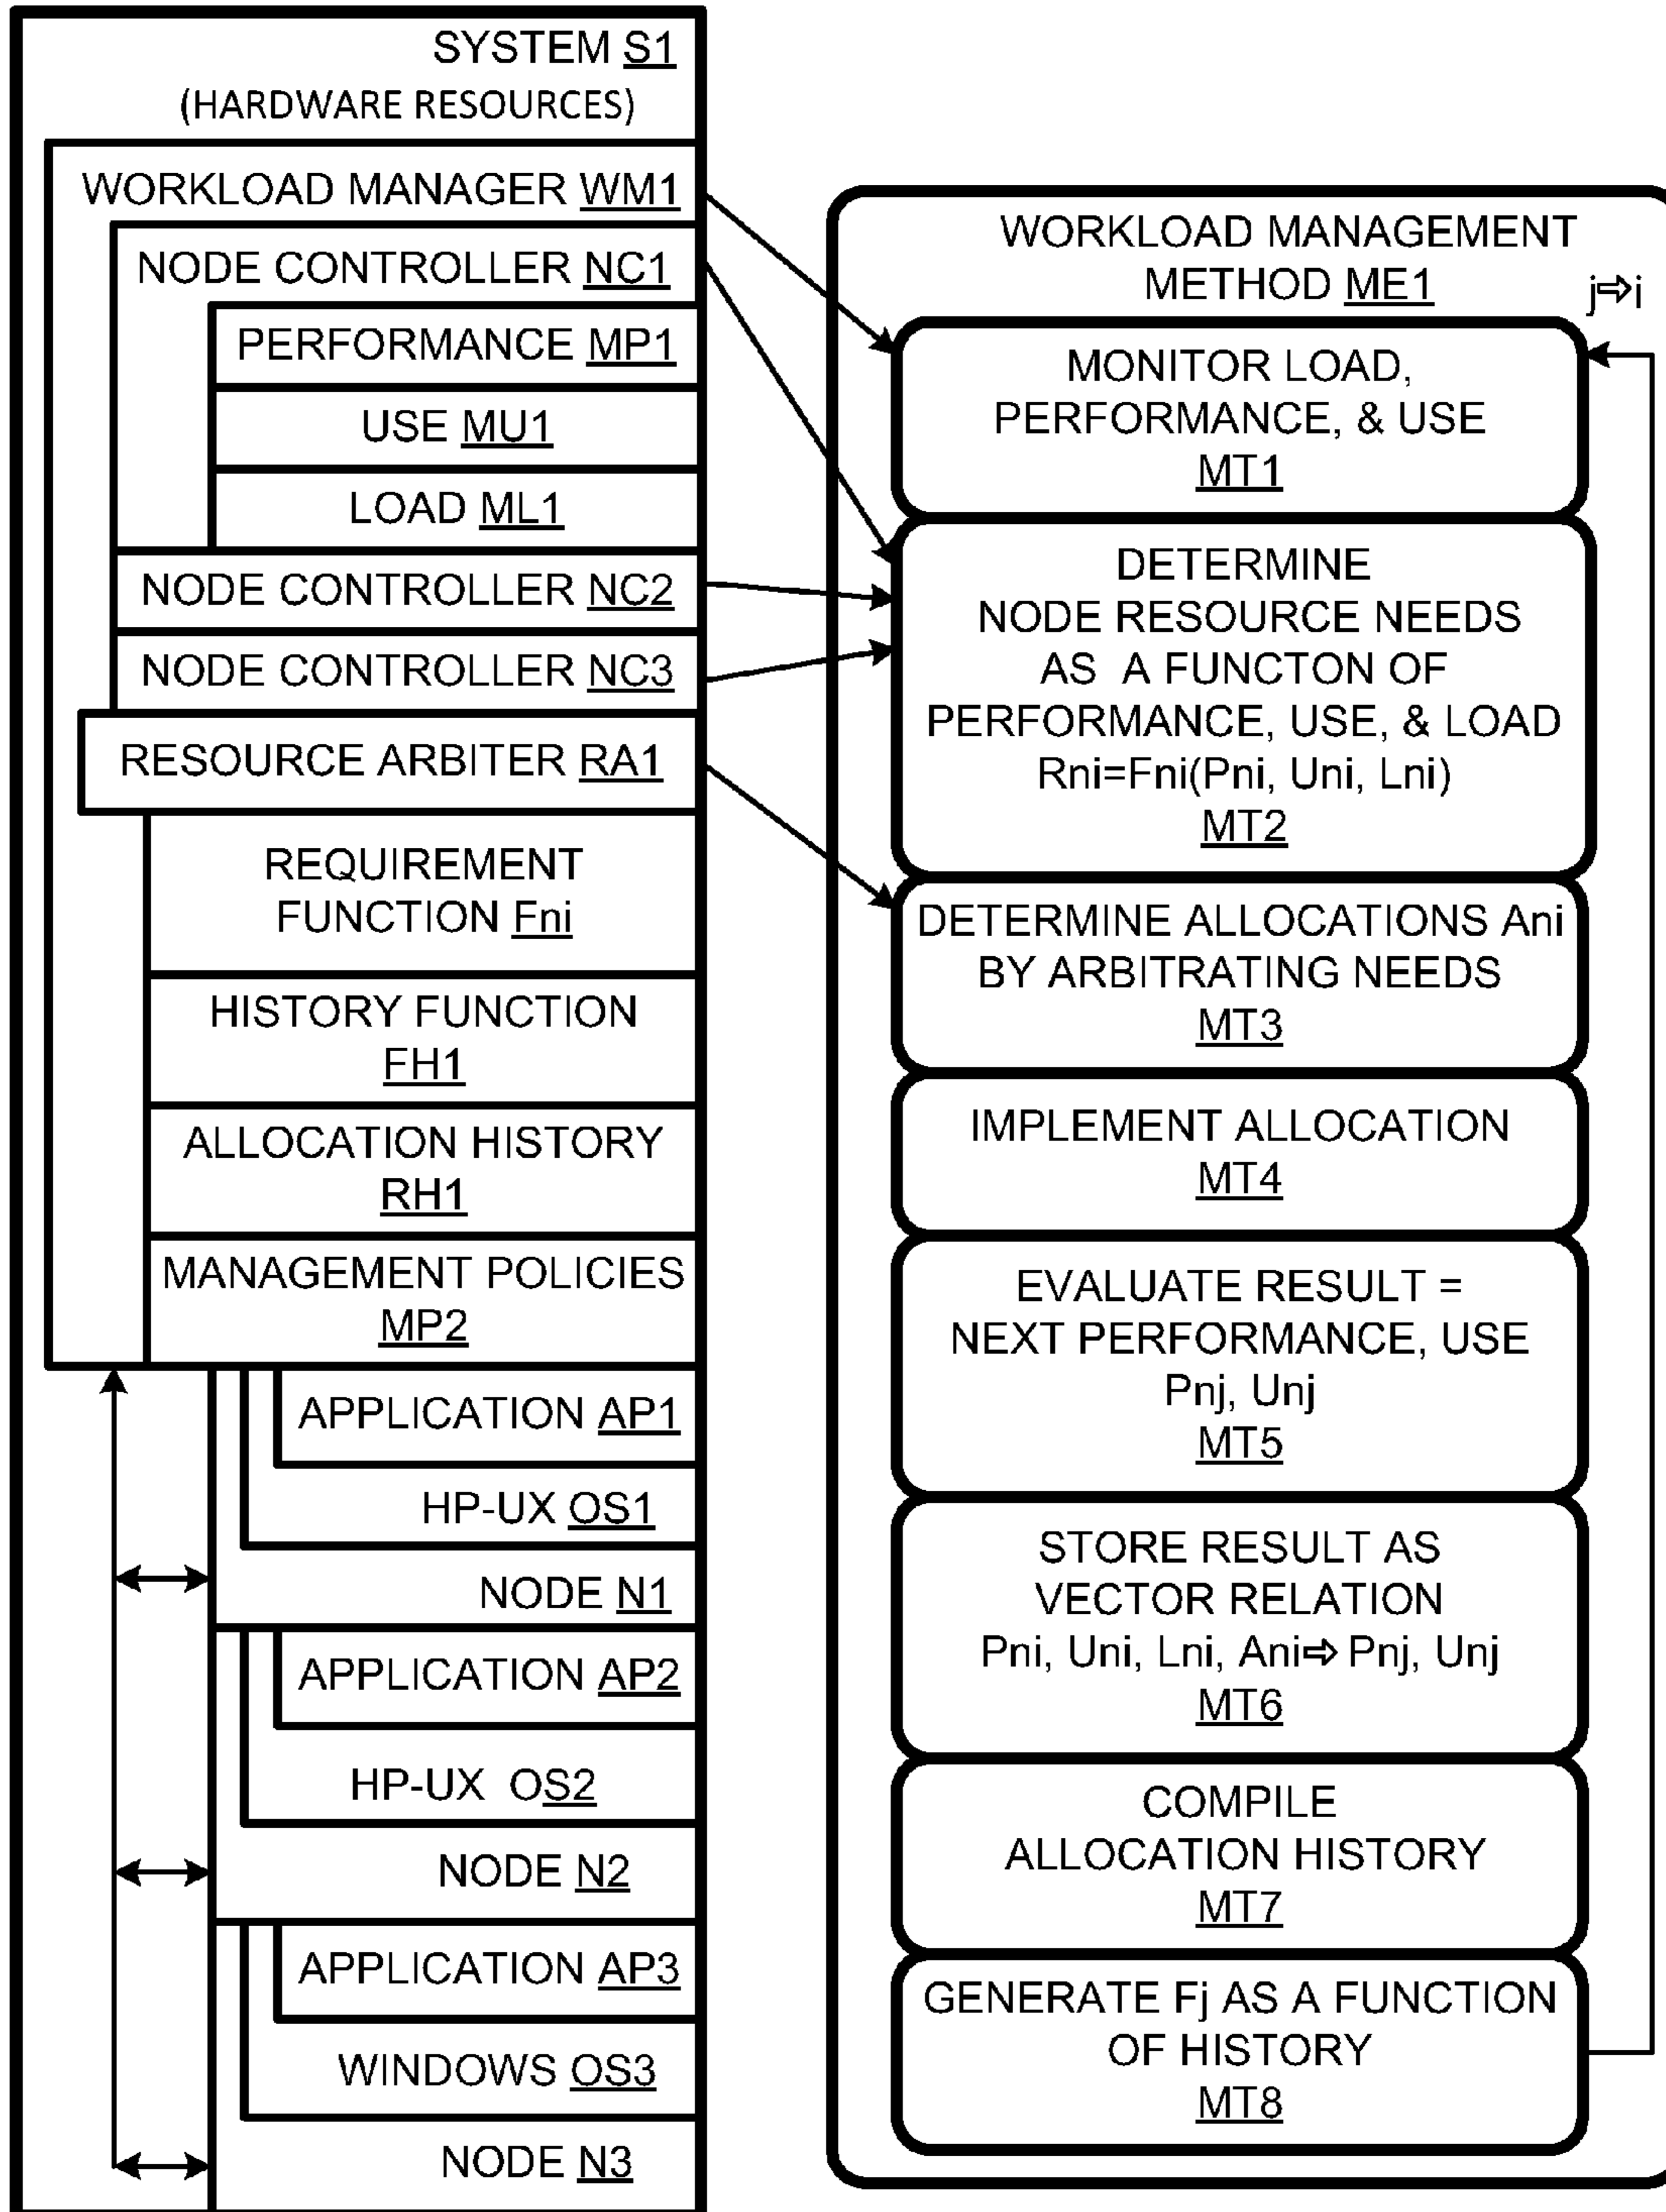 SYSTEM S1
(HARDWARE RESOURCES)
WORKLOAD MANAGER WM1
NODE CONTROLLER NC1
PERFORMANCE MP1
USE MU1
LOAD ML1
NODE CONTROLLER NC2
NODE CONTROLLER NC3
RESOURCE ARBITER RA1
REQUIREMENT
FUNCTION Fni
HISTORY FUNCTION
FH1
ALLOCATION HISTORY
RH1
MANAGEMENT POLICIES
MP2
APPLICATION AP1
HP-UX OS1
NODE N1
APPLICATION AP2
HP-UX OS2
NODE N2
APPLICATION AP3
WINDOWS OS3
NODE N3
WORKLOAD MANAGEMENT
METHOD ME1
j⇨i
MONITOR LOAD,
PERFORMANCE, & USE
MT1
DETERMINE
NODE RESOURCE NEEDS
AS A FUNCTON OF
PERFORMANCE, USE, & LOAD
Rni=Fni(Pni, Uni, Lni)
MT2
DETERMINE ALLOCATIONS Ani
BY ARBITRATING NEEDS
MT3
IMPLEMENT ALLOCATION
MT4
EVALUATE RESULT =
NEXT PERFORMANCE, USE
Pnj, Unj
MT5
STORE RESULT AS
VECTOR RELATION
Pni, Uni, Lni, Ani⇨ Pnj, Unj
MT6
COMPILE
ALLOCATION HISTORY
MT7
GENERATE Fj AS A FUNCTION
OF HISTORY
MT8